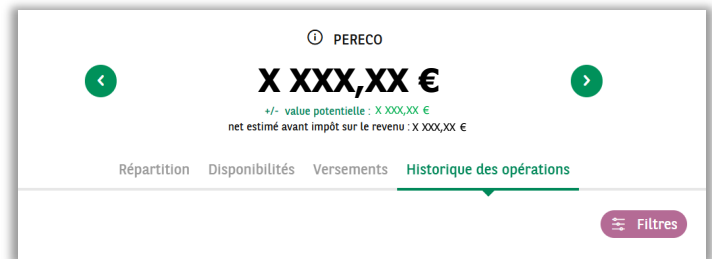 PERECO
X XXX,XX €
+/- value potentielle : X XXX,XX €
net estimé avant impôt sur le revenu : X XXX,XX €
Répartition Disponibilités Versements Historique des opérations
Filtres